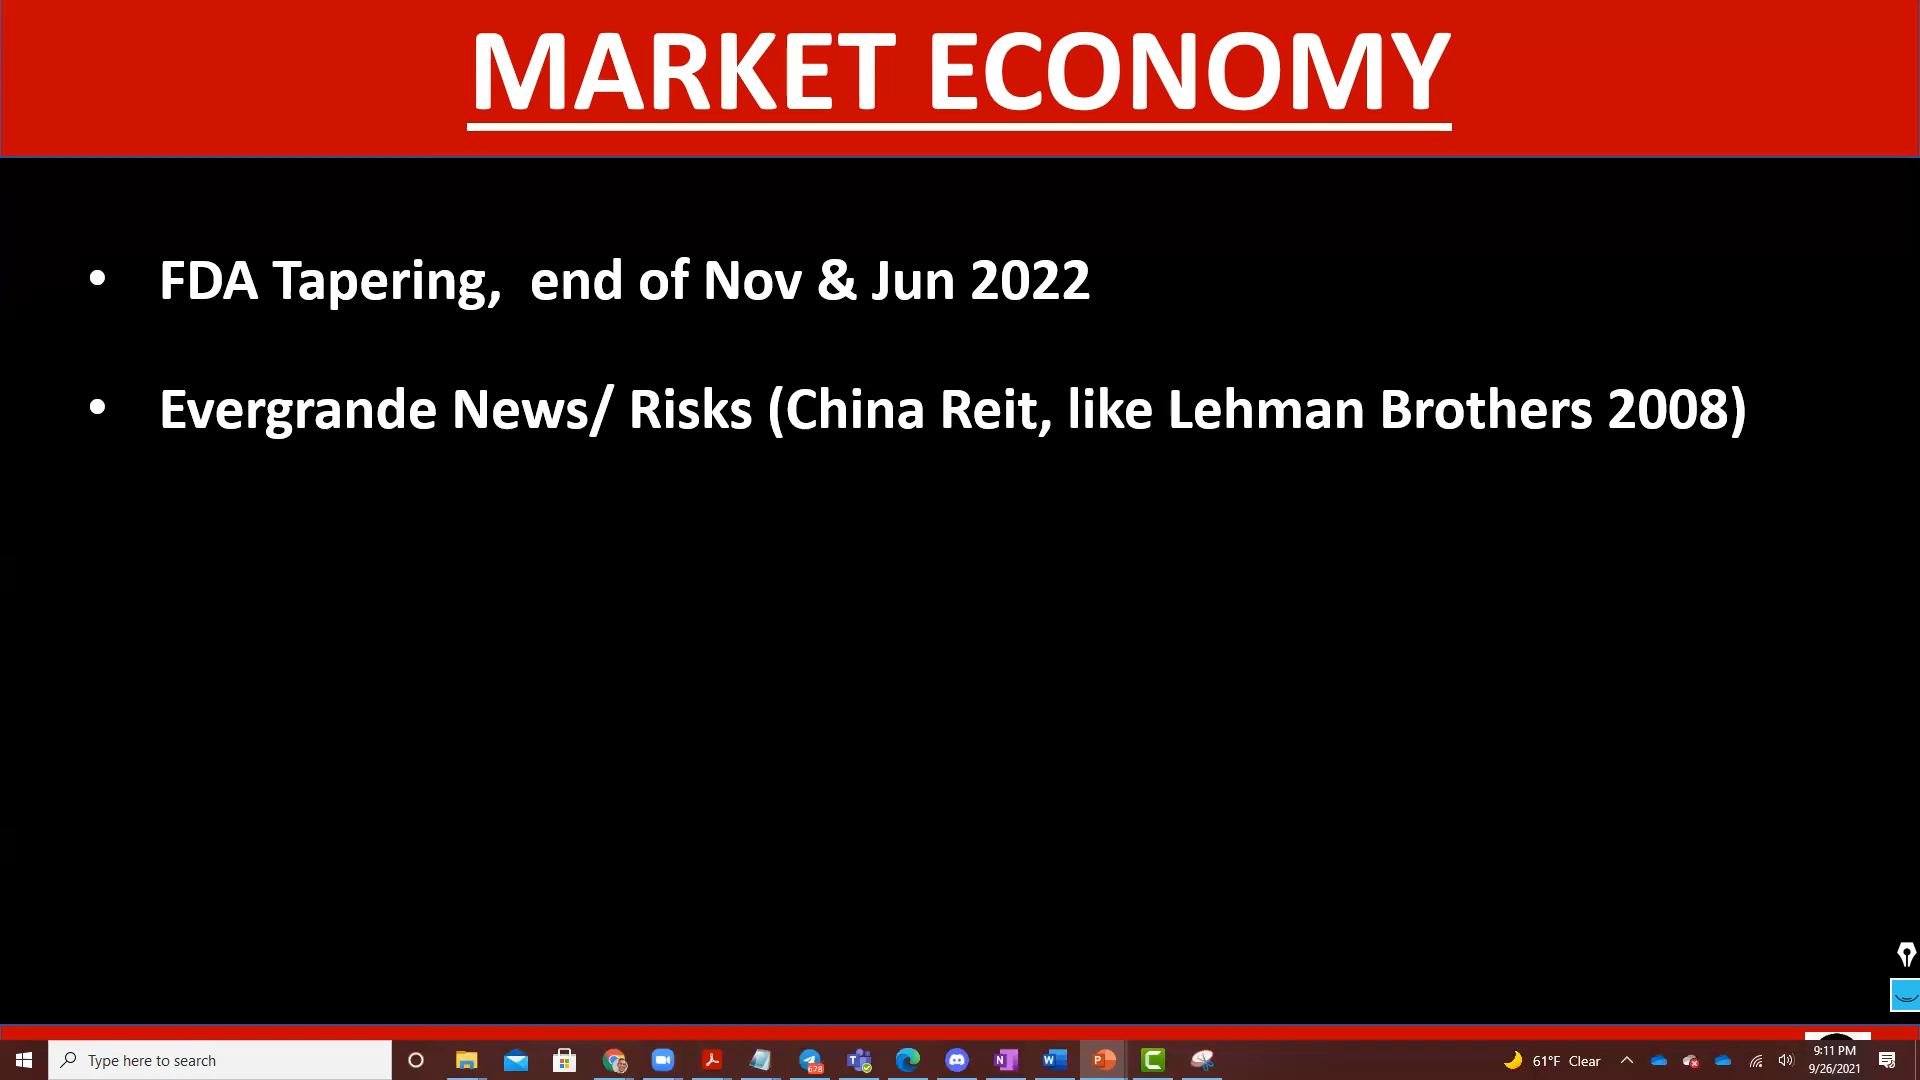 MARKET ECONOMY
• FDA Tapering,  end of Nov & Jun 2022
• Evergrande News/ Risks (China Reit, like Lehman Brothers 2008)
Type here to search
678
61°F Clear
9:11 PM
9/26/2021